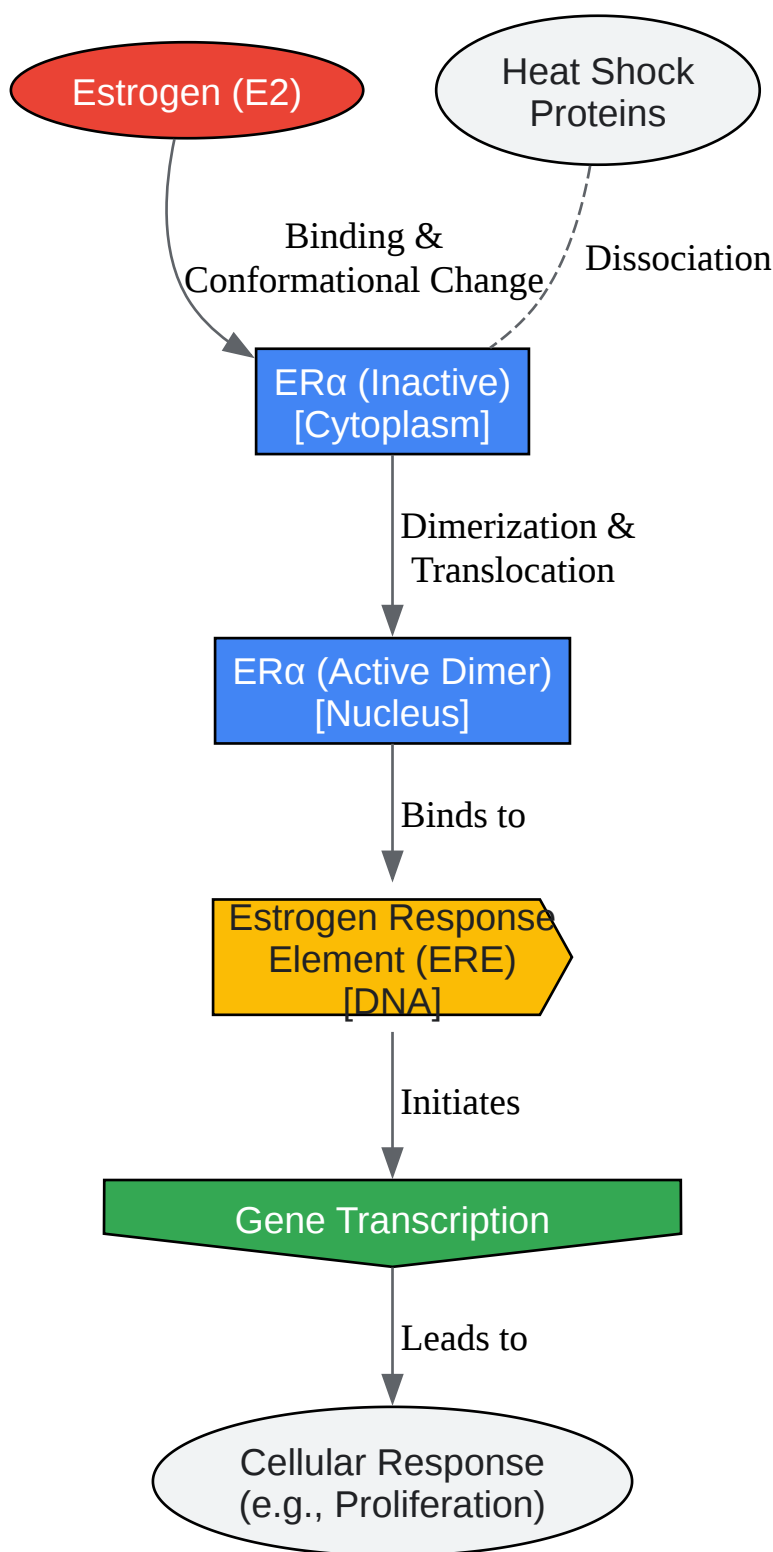 Estrogen (E2)
Heat Shock
Proteins
Binding &
Conformational Change
Dissociation
ERα (Inactive)
[Cytoplasm]
Dimerization &
Translocation
ERα (Active Dimer)
[Nucleus]
Binds to
Estrogen Response
Element (ERE)
[DNA]
Initiates
Gene Transcription
Leads to
Cellular Response
(e.g., Proliferation)